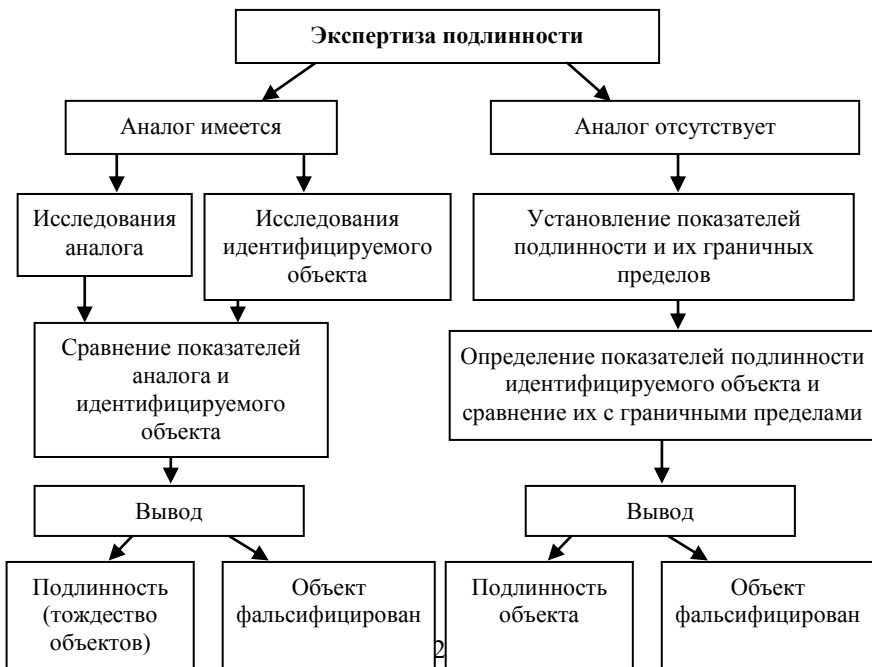 Экспертиза подлинности
Аналог имеется
Аналог отсутствует
Исследования
аналога
Исследования
идентифицируемого
объекта
Установление показателей
подлинности и их граничных
пределов
Сравнение показателей
аналога и
идентифицируемого
объекта
Определение показателей подлинности
идентифицируемого объекта и
сравнение их с граничными пределами
Вывод
Вывод
Подлинность
(тождество
объектов)
Объект
фальсифицирован
Подлинность
объекта
Объект
фальсифицирован
2